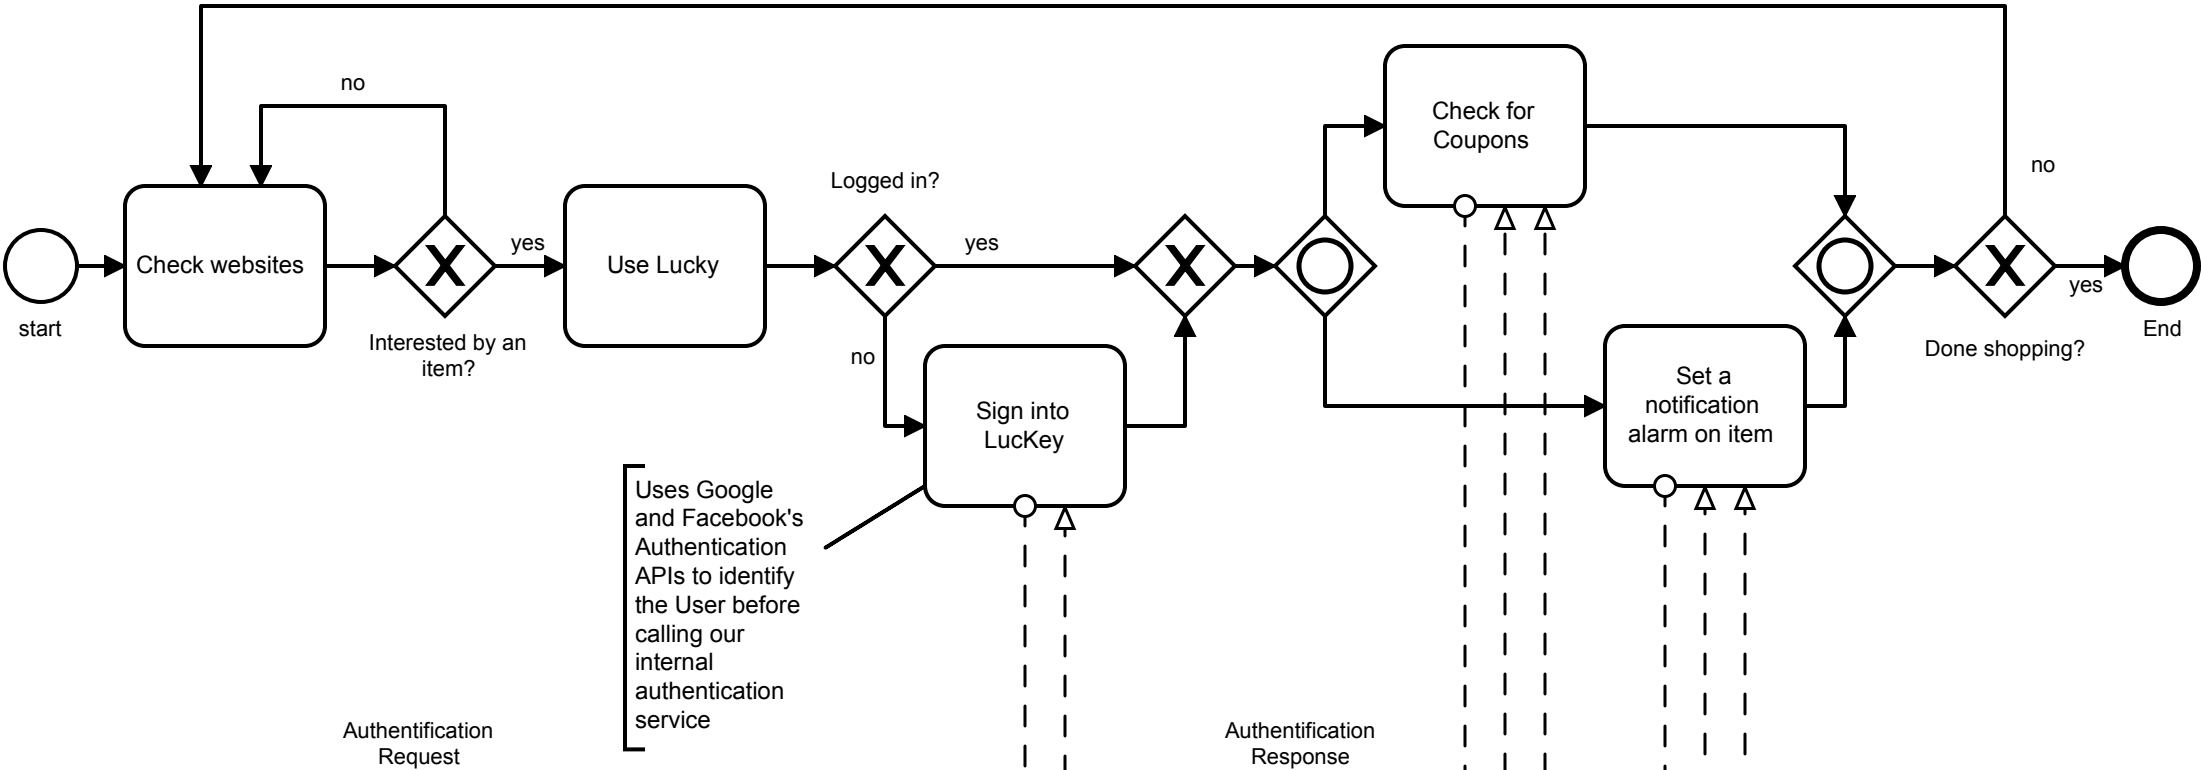 no
Check for
Coupons
no
Logged in?
yes
yes
Check websites
Use Lucky
start
Interested by an
item?
no
yes
End
Done shopping?
Set a
notification
alarm on item
Sign into
LucKey
Uses Google
and Facebook's
Authentication
APIs to identify
the User before
calling our
internal
authentication
service
Authentification
Request
Authentification
Response